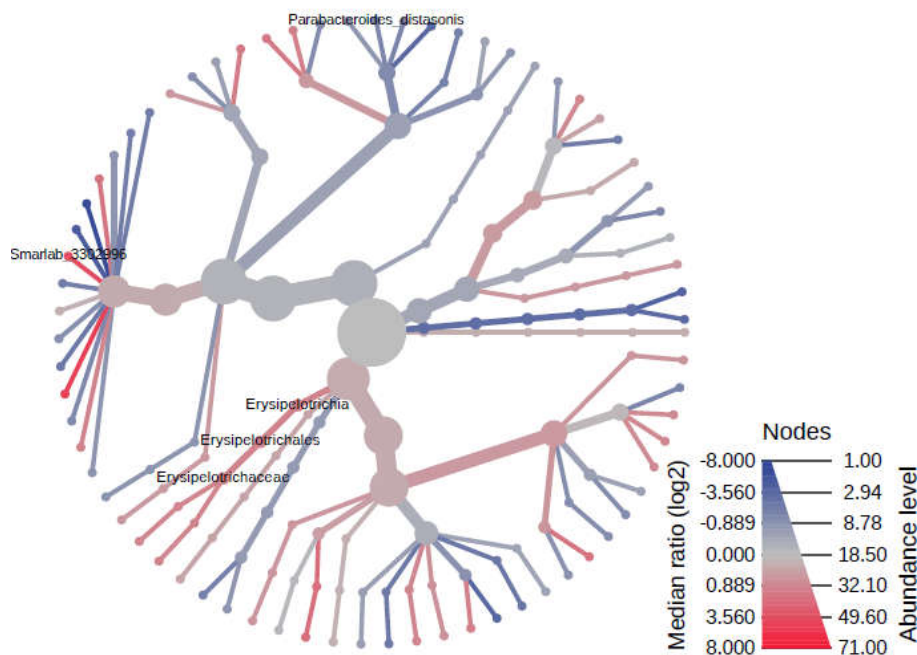 Parabacteroides_distasonis
Smarlab_3302996
Erysipelotrichia
Erysipelotrichales
Erysipelotrichaceae
Nodes
Median ratio (log2)
Abundance level
-8.000 1.00
-3.560 2.94
-0.889 8.78
0.000 18.50
0.889 32.10
3.560 49.60
8.000 71.00